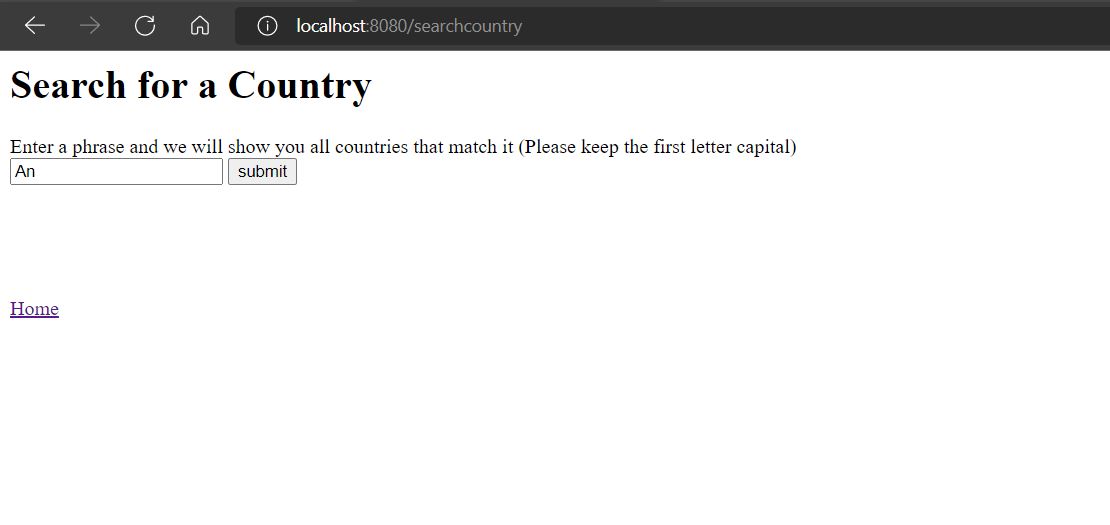 localhost:8080/searchcountry
Search for a Country
Enter a phrase and we will show you all countries that match it (Please keep the first letter capital)
An submit
Home